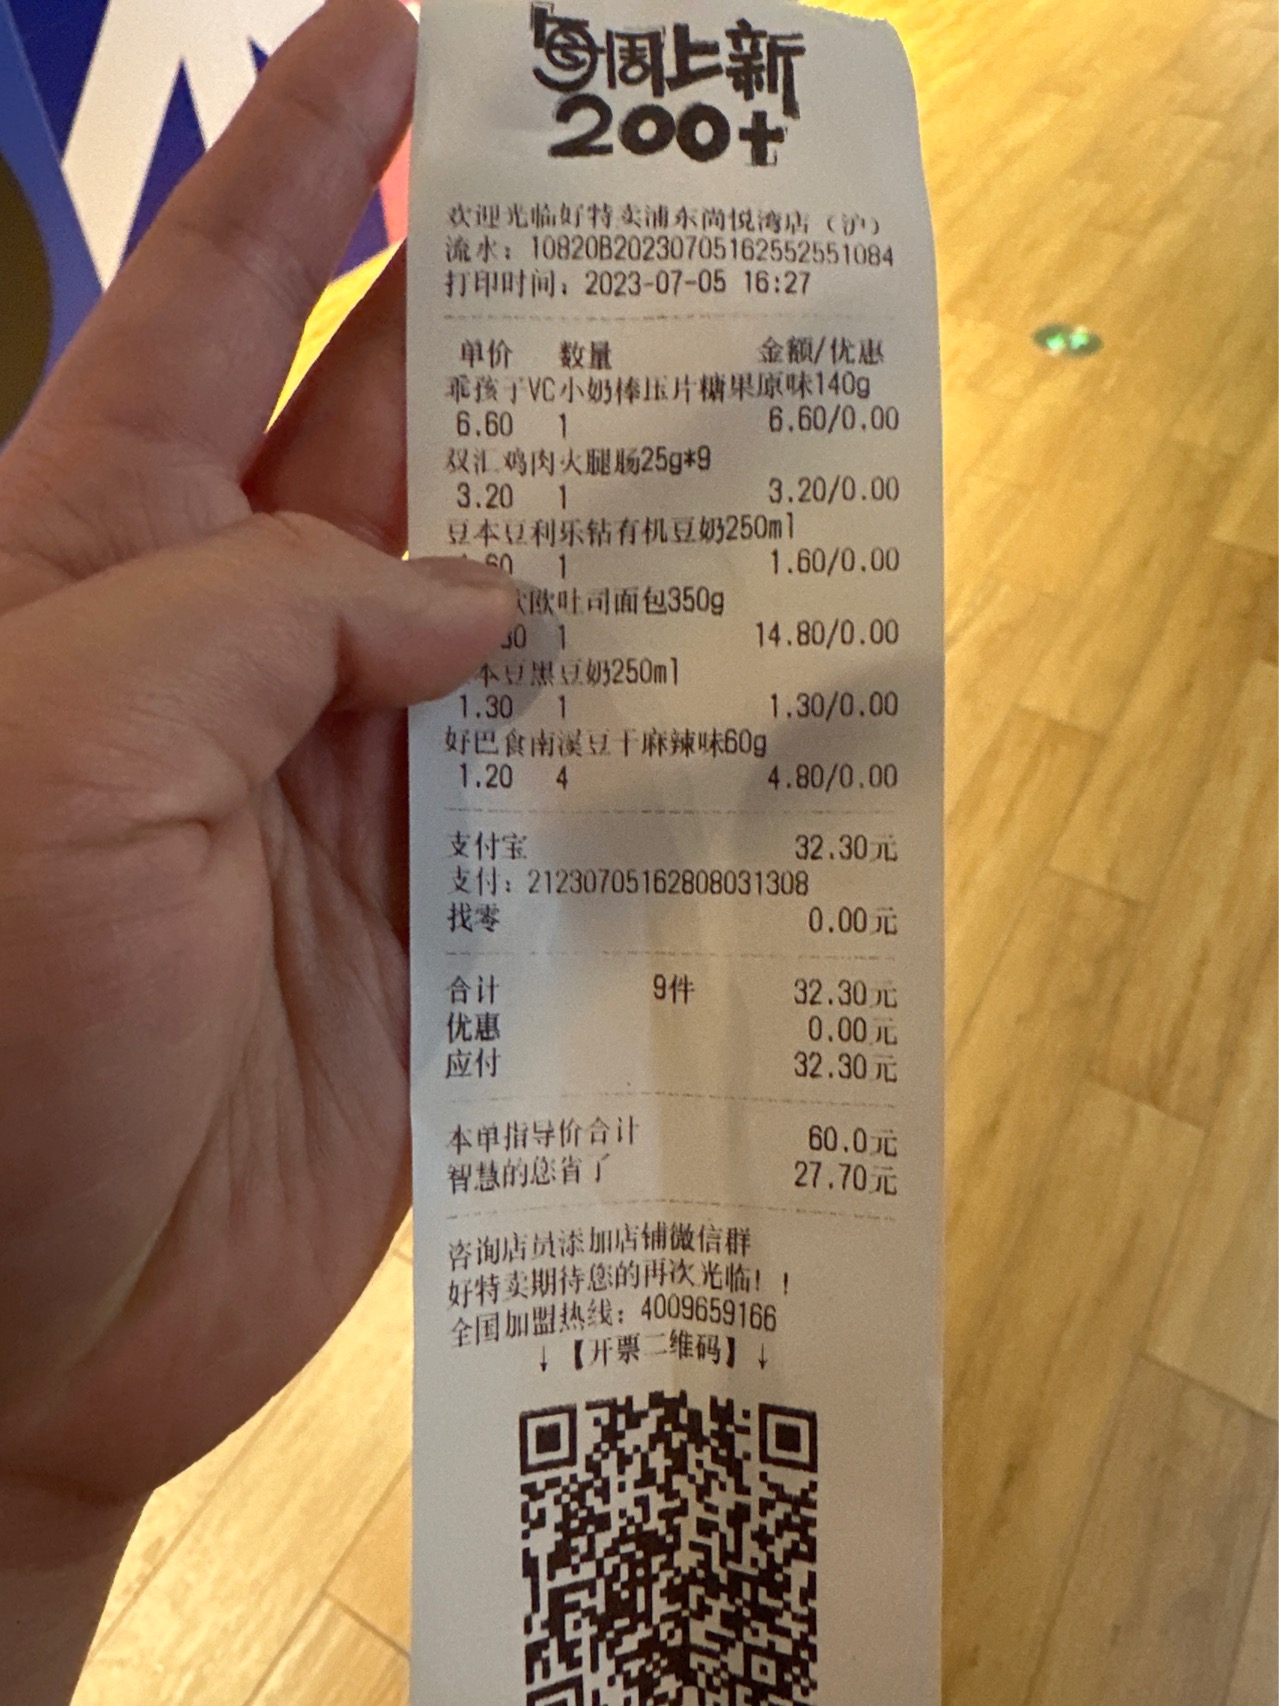 每周上新
200+
欢迎光临好特卖浦东尚悦湾店（沪）
流水：10820B202307051625525510​84
打印时间：2023-07-05 16:27
单价 数量 金额/优惠
乖孩子VC小奶棒压片糖果原味140g
6.60 1 6.60/0.00
双汇鸡肉火腿肠25g*9
3.20 1 3.20/0.00
豆本豆利乐钻有机豆奶250ml
.60 1 1.60/0.00
欧吐司面包350g
80 1 14.80/0.00
本豆黑豆奶250ml
1.30 1 1.30/0.00
好巴食南溪豆干麻辣味60g
1.20 4 4.80/0.00
支付宝 32.30元
支付：21230705162808031308
找零 0.00元
合计 9件 32.30元
优惠 0.00元
应付 32.30元
本单指导价合计 60.0元
智慧的您省了 27.70元
咨询店员添加店铺微信群
好特卖期待您的再次光临！！
全国加盟热线：4009659166
↓【开票二维码】↓